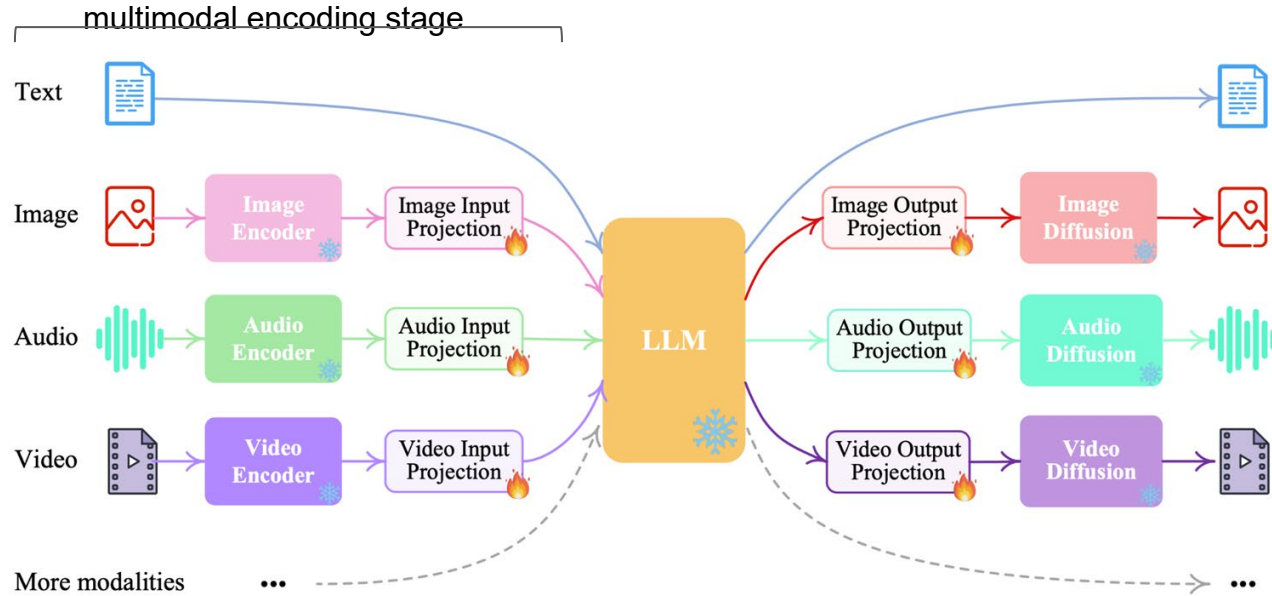 multimodal encoding stage
Text
Image
Image
Encoder
Image Input
Projection
Image Output
Projection
Image
Diffusion
Audio
Audio
Encoder
Audio Input
Projection
LLM
Audio Output
Projection
Audio
Diffusion
Video
Video
Encoder
Video Input
Projection
Video Output
Projection
Video
Diffusion
More modalities
...
...